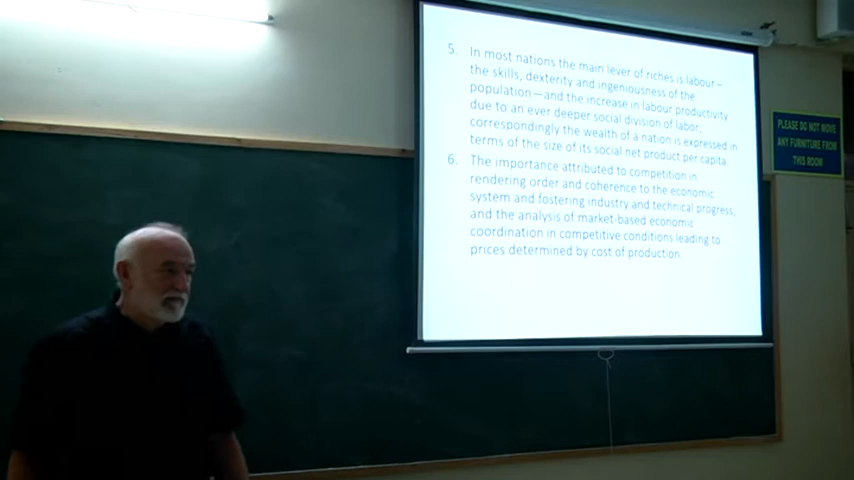 5. In most nations the main lever of riches is labour –
the skills, dexterity and ingeniousness of the
population—and the increase in labour productivity
due to an ever deeper social division of labor;
correspondingly the wealth of a nation is expressed in
terms of the size of its social net product per capita.
6. The importance attributed to competition in
rendering order and coherence to the economic
system and fostering industry and technical progress,
and the analysis of market-based economic
coordination in competitive conditions leading to
prices determined by cost of production.
PLEASE DO NOT MOVE
ANY FURNITURE FROM
THIS ROOM